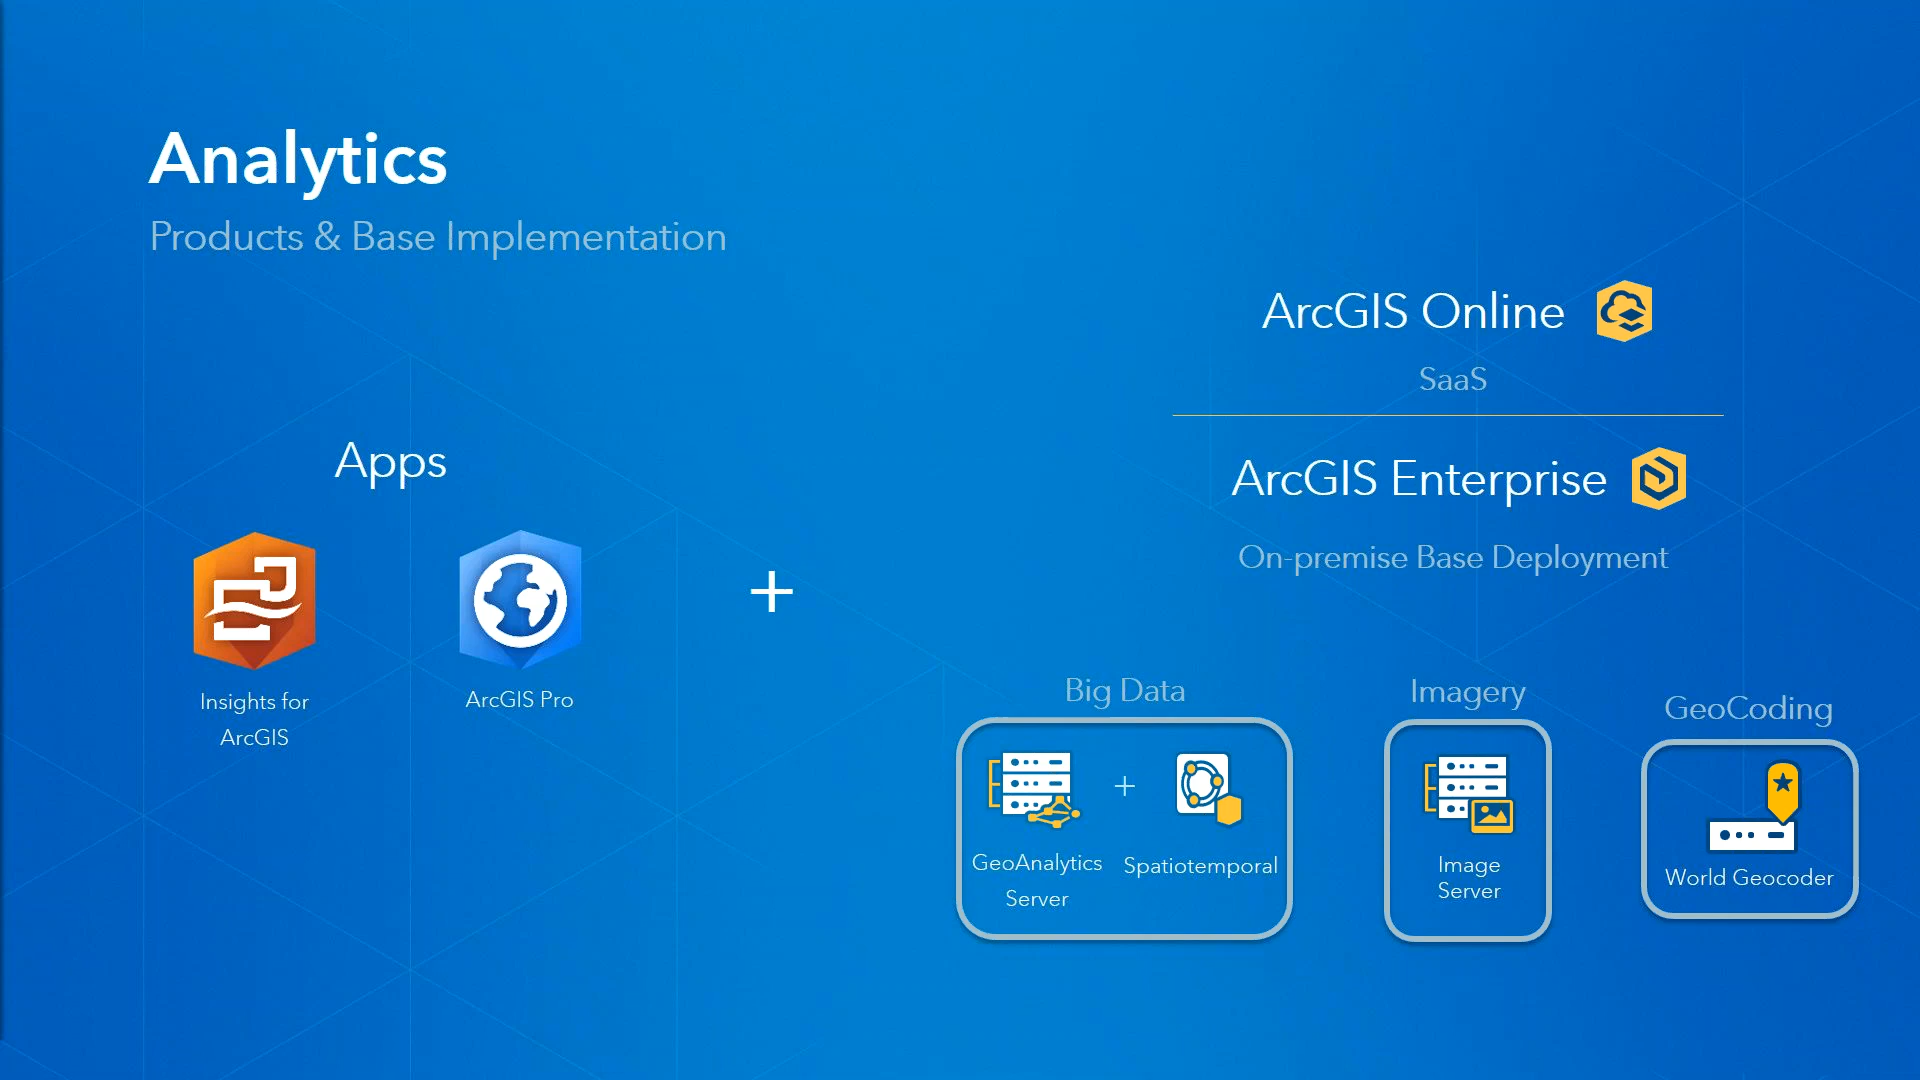 Analytics
Products & Base Implementation
Apps
Insights for
ArcGIS
ArcGIS Pro
+
ArcGIS Online
SaaS
ArcGIS Enterprise
On-premise Base Deployment
Big Data
GeoAnalytics
Server
+
Spatiotemporal
Imagery
Image
Server
GeoCoding
World Geocoder